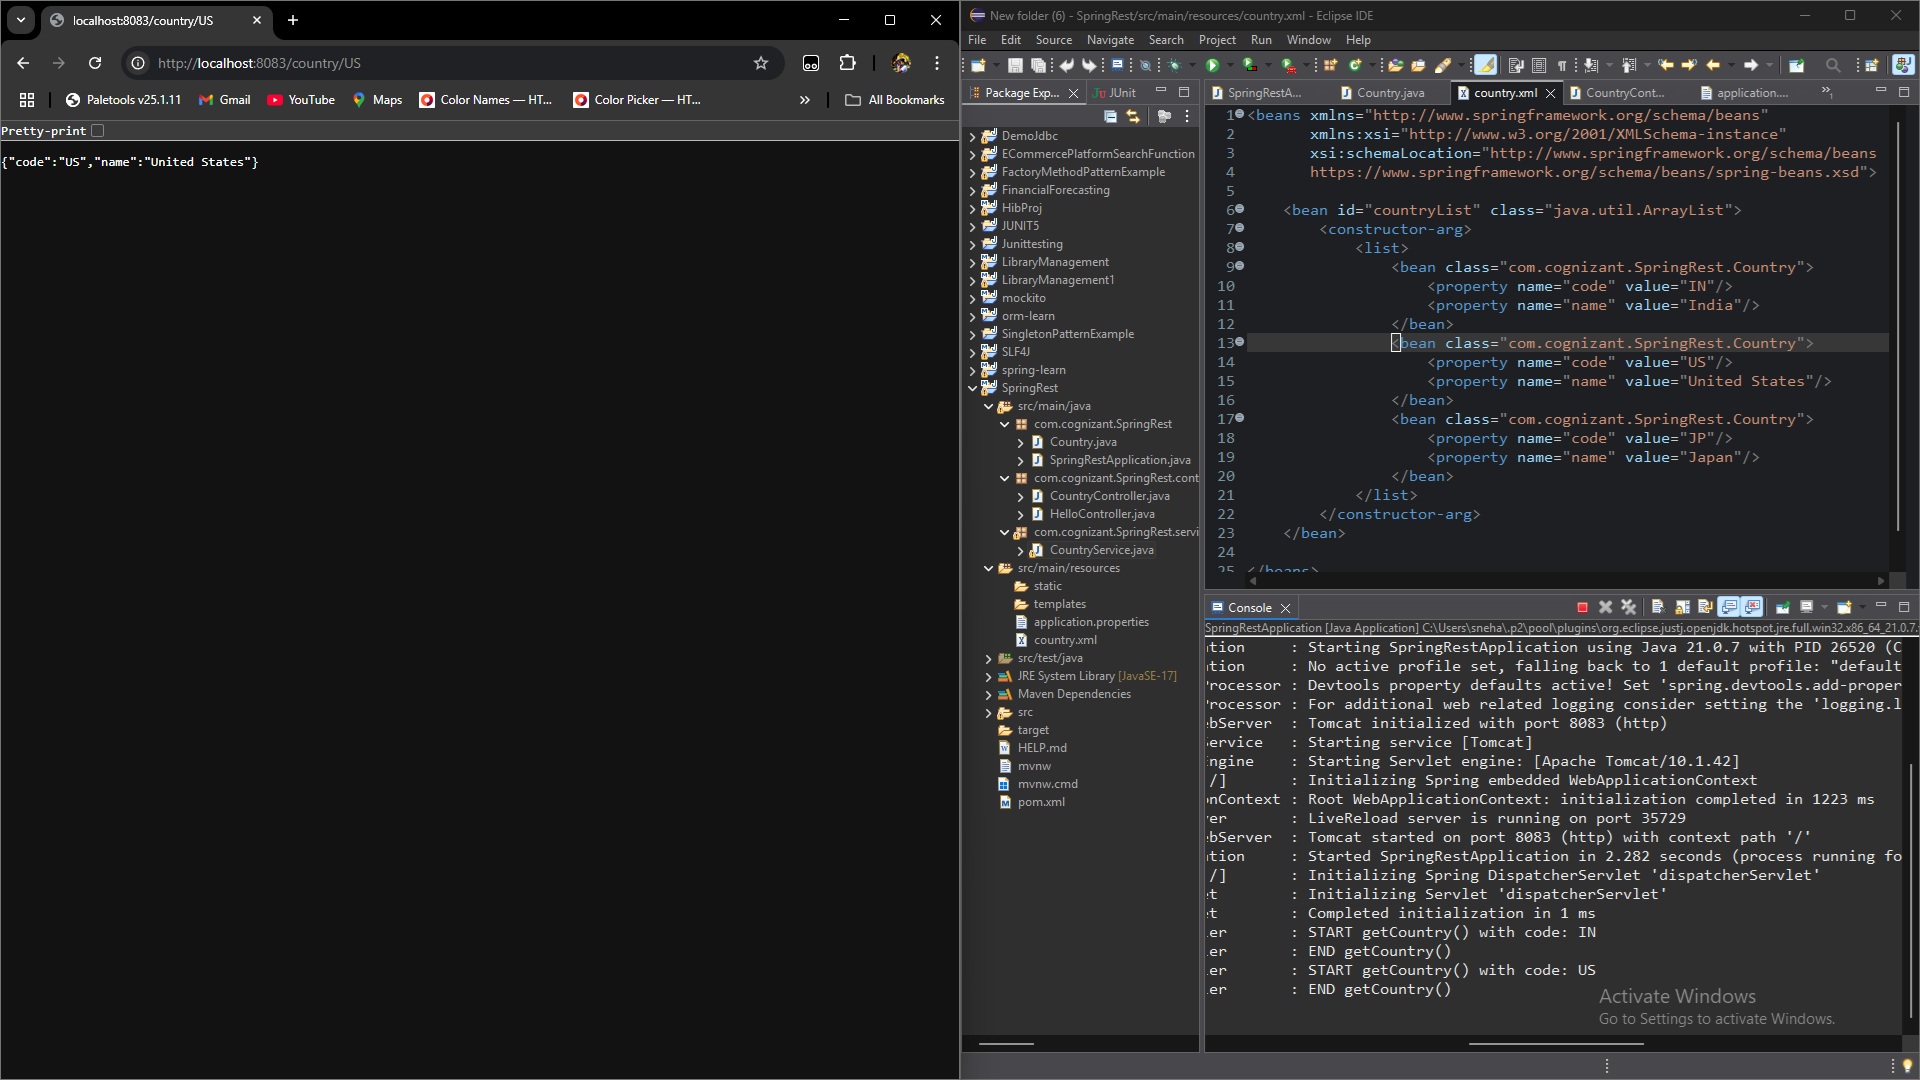 localhost:8083/country/US
http://localhost:8083/country/US
Paletools v25.1.11
Gmail
YouTube
Maps
Color Names — HT...
Color Picker — HT...
»
All Bookmarks
Pretty-print
{"code":"US","name":"United States"}
New folder (6) - SpringRest/src/main/resources/country.xml - Eclipse IDE
File Edit Source Navigate Search Project Run Window Help
Package Exp...
JUnit
DemoJdbc
ECommercePlatformSearchFunction
FactoryMethodPatternExample
FinancialForecasting
HibProj
JUNIT5
Junittesting
LibraryManagement
LibraryManagement1
mockito
orm-learn
SingletonPatternExample
SLF4J
spring-learn
SpringRest
src/main/java
com.cognizant.SpringRest
Country.java
SpringRestApplication.java
com.cognizant.SpringRest.cont
CountryController.java
HelloController.java
com.cognizant.SpringRest.servi
CountryService.java
src/main/resources
static
templates
application.properties
country.xml
src/test/java
JRE System Library [JavaSE-17]
Maven Dependencies
src
target
HELP.md
mvnw
mvnw.cmd
pom.xml
SpringRestA...
Country.java
country.xml
CountryCont...
application....
1 <beans xmlns="http://www.springframework.org/schema/beans"
2 xmlns:xsi="http://www.w3.org/2001/XMLSchema-instance"
3 xsi:schemaLocation="http://www.springframework.org/schema/beans
4 https://www.springframework.org/schema/beans/spring-beans.xsd">
5
6 <bean id="countryList" class="java.util.ArrayList">
7 <constructor-arg>
8 <list>
9 <bean class="com.cognizant.SpringRest.Country">
10 <property name="code" value="IN"/>
11 <property name="name" value="India"/>
12 </bean>
13 <bean class="com.cognizant.SpringRest.Country">
14 <property name="code" value="US"/>
15 <property name="name" value="United States"/>
16 </bean>
17 <bean class="com.cognizant.SpringRest.Country">
18 <property name="code" value="JP"/>
19 <property name="name" value="Japan"/>
20 </bean>
21 </list>
22 </constructor-arg>
23 </bean>
24
25 </beans>
Console
SpringRestApplication [Java Application] C:\Users\sneha\.p2\pool\plugins\org.eclipse.justj.openjdk.hotspot.jre.full.win32.x86_64_21.0.7.
tion : Starting SpringRestApplication using Java 21.0.7 with PID 26520 (C
tion : No active profile set, falling back to 1 default profile: "default
rocessor : Devtools property defaults active! Set 'spring.devtools.add-proper
rocessor : For additional web related logging consider setting the 'logging.l
bServer : Tomcat initialized with port 8083 (http)
Service : Starting service [Tomcat]
ngine : Starting Servlet engine: [Apache Tomcat/10.1.42]
/] : Initializing Spring embedded WebApplicationContext
nContext : Root WebApplicationContext: initialization completed in 1223 ms
er : LiveReload server is running on port 35729
bServer : Tomcat started on port 8083 (http) with context path '/'
tion : Started SpringRestApplication in 2.282 seconds (process running fo
/] : Initializing Spring DispatcherServlet 'dispatcherServlet'
et : Initializing Servlet 'dispatcherServlet'
et : Completed initialization in 1 ms
er : START getCountry() with code: IN
er : END getCountry()
er : START getCountry() with code: US
er : END getCountry()
Activate Windows
Go to Settings to activate Windows.